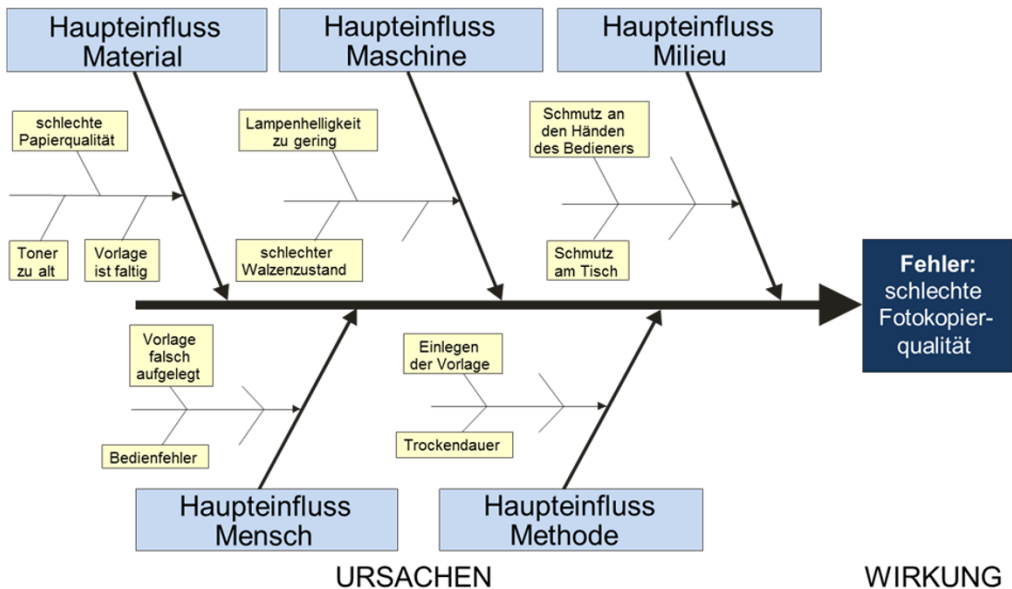 Haupteinfluss
Material
Haupteinfluss
Maschine
Haupteinfluss
Milieu
schlechte
Papierqualität
Toner
zu alt
Vorlage
ist faltig
Lampenhelligkeit
zu gering
schlechter
Walzenzustand
Schmutz an
den Händen
des Bedieners
Schmutz
am Tisch
Fehler:
schlechte
Fotokopier-
qualität
Vorlage
falsch
aufgelegt
Bedienfehler
Einlegen
der Vorlage
Trockendauer
Haupteinfluss
Mensch
Haupteinfluss
Methode
URSACHEN
WIRKUNG